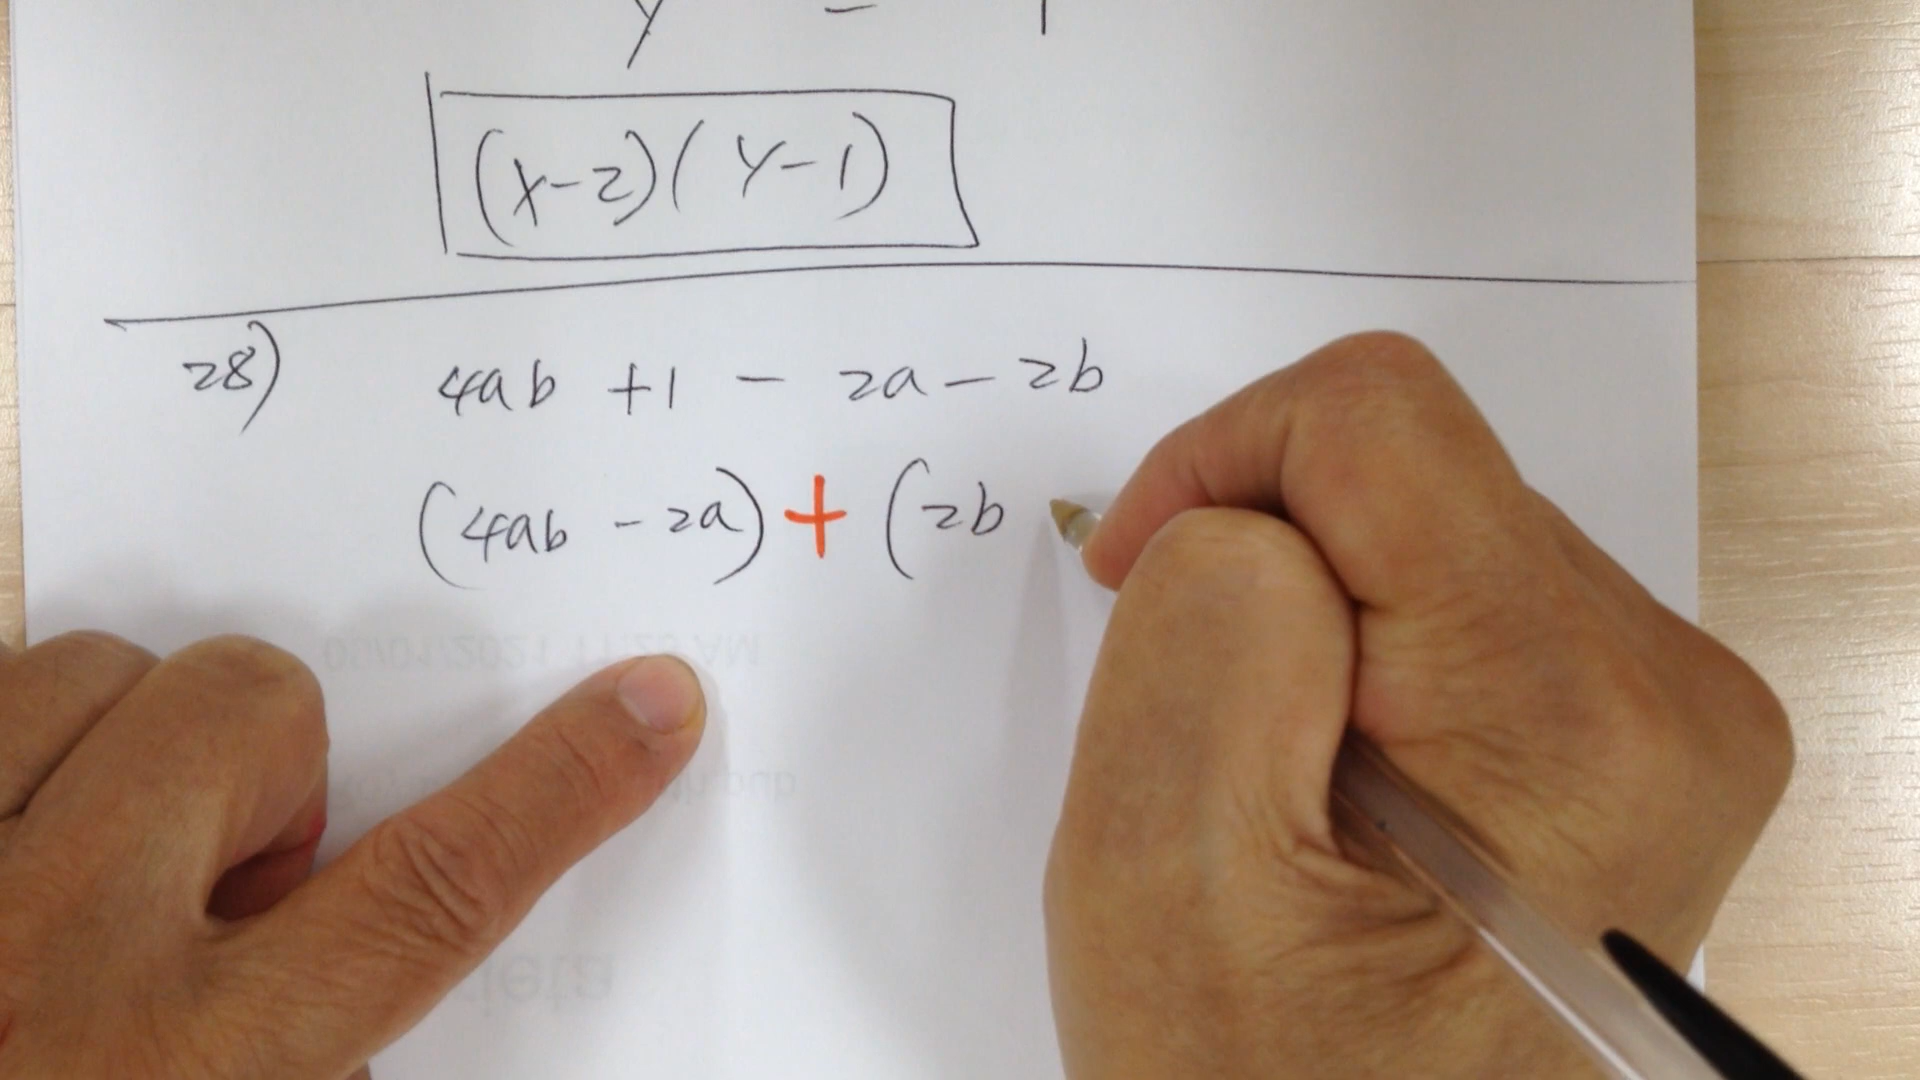 (x-2)(y-1)
28) 4ab +1 - 2a - 2b
(4ab - 2a) + (2b